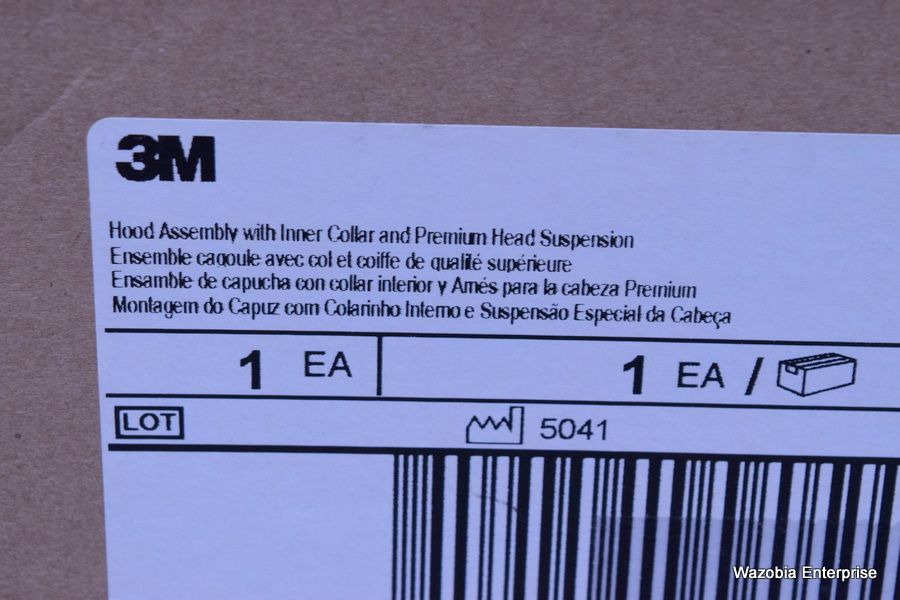 3M
Hood Assembly with Inner Collar and Premium Head Suspension
Ensemble cagoule avec col et coiffe de qualité supérieure
Ensamble de capucha con collar interior y Arnés para la cabeza Premium
Montagem do Capuz com Colarinho Interno e Suspensão Especial da Cabeça
1 EA 1 EA /
LOT 5041
Wazobia Enterprise